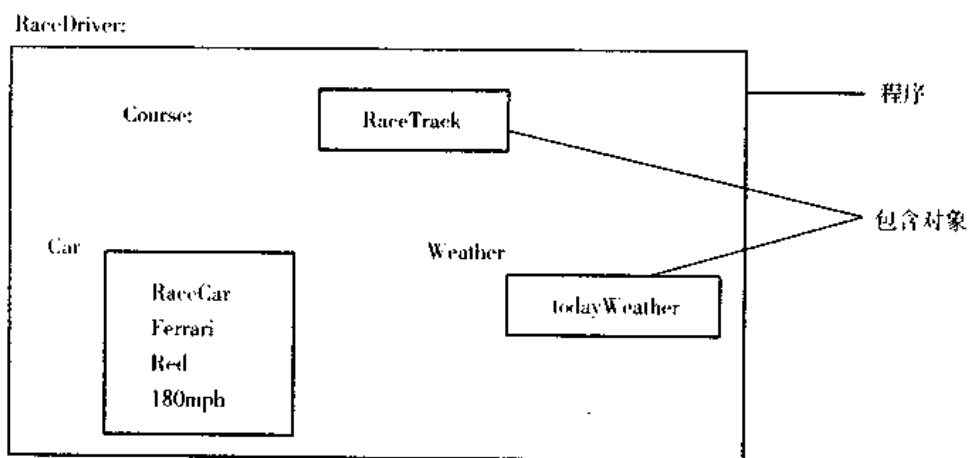 RaceDriver:
程序
Course:
RaceTrack
包含对象
Car
Weather
RaceCar
Ferrari
Red
180mph
todayWeather